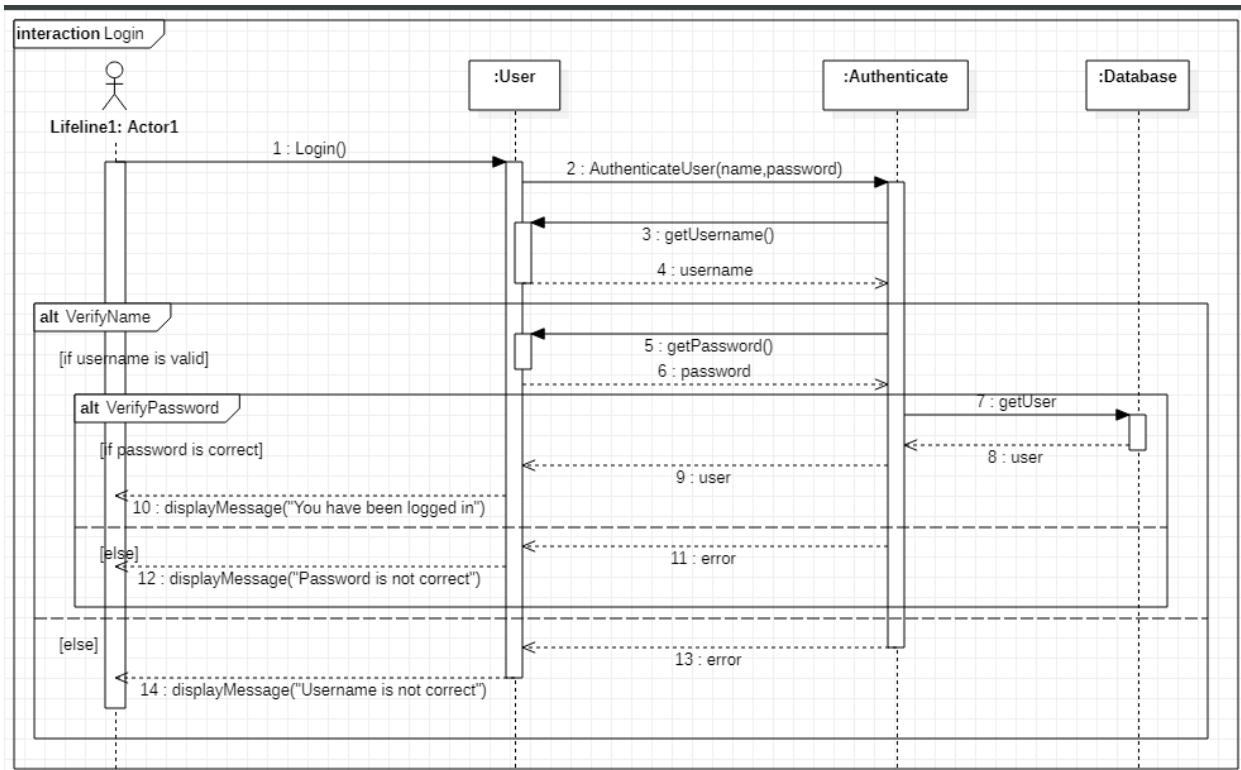 interaction Login
:User
:Authenticate
:Database
Lifeline1: Actor1
1 : Login()
2 : AuthenticateUser(name,password)
3 : getUsername()
4 : username
alt VerifyName
[if username is valid]
5 : getPassword()
6 : password
alt VerifyPassword
7 : getUser
[if password is correct]
8 : user
9 : user
10 : displayMessage("You have been logged in")
[else]
11 : error
12 : displayMessage("Password is not correct")
[else]
13 : error
14 : displayMessage("Username is not correct")